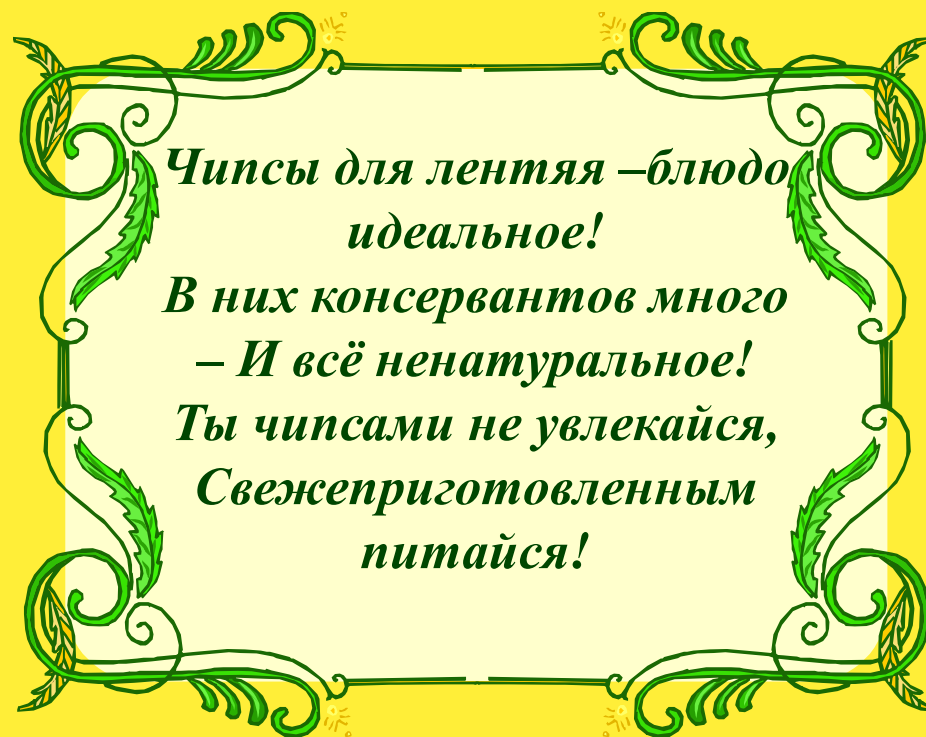 Чипсы для лентяя –блюдо
идеальное!
В них консервантов много
– И всё ненатуральное!
Ты чипсами не увлекайся,
Свежеприготовленным
питайся!